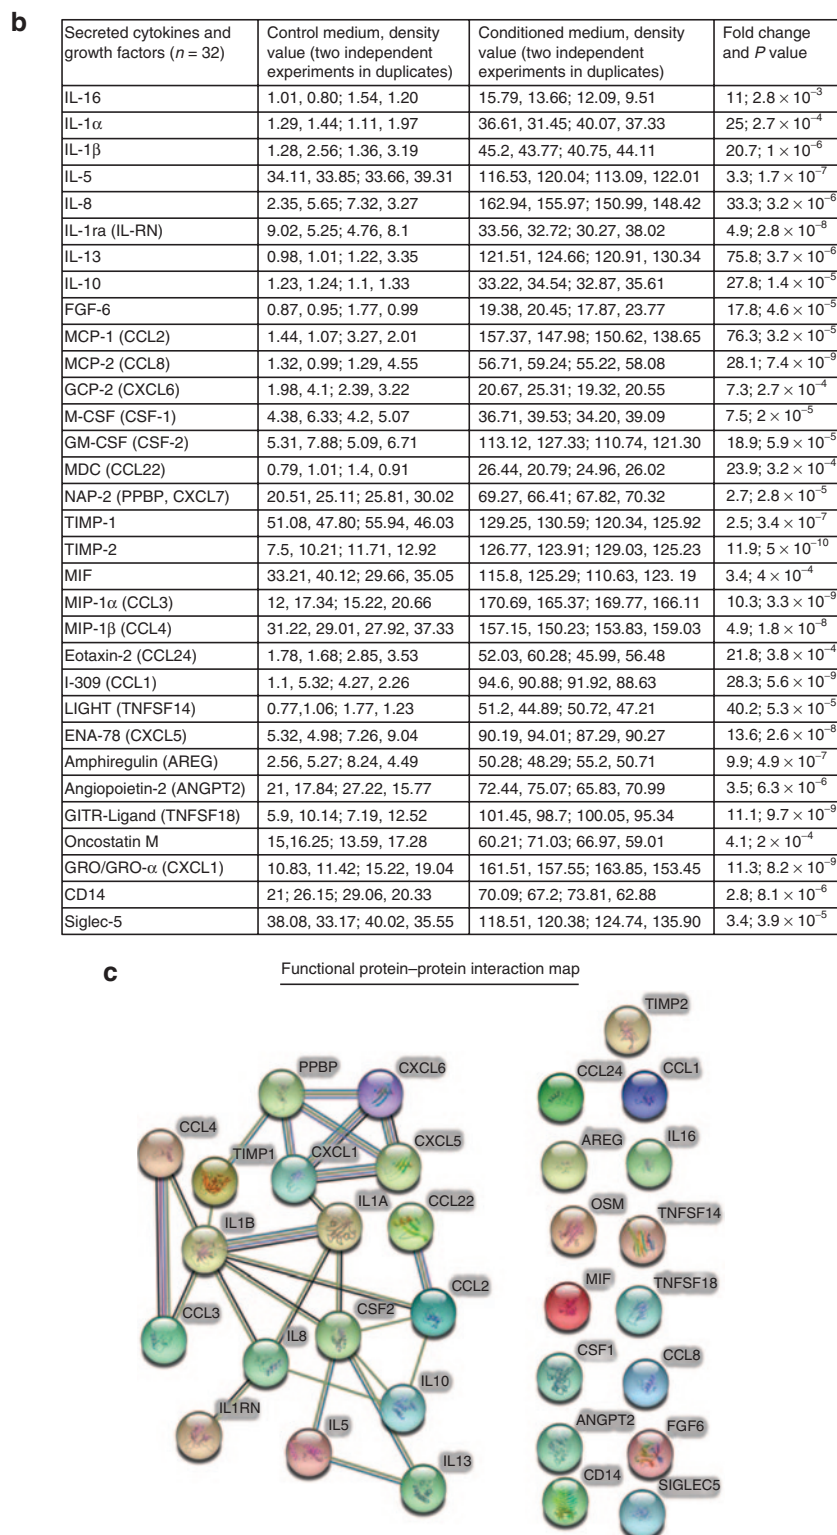 b
Secreted cytokines and growth factors (n = 32) | Control medium, density value (two independent experiments in duplicates) | Conditioned medium, density value (two independent experiments in duplicates) | Fold change and P value
IL-16 | 1.01, 0.80; 1.54, 1.20 | 15.79, 13.66; 12.09, 9.51 | 11; 2.8 × 10⁻³
IL-1α | 1.29, 1.44; 1.11, 1.97 | 36.61, 31.45; 40.07, 37.33 | 25; 2.7 × 10⁻⁴
IL-1β | 1.28, 2.56; 1.36, 3.19 | 45.2, 43.77; 40.75, 44.11 | 20.7; 1 × 10⁻⁶
IL-5 | 34.11, 33.85; 33.66, 39.31 | 116.53, 120.04; 113.09, 122.01 | 3.3; 1.7 × 10⁻⁷
IL-8 | 2.35, 5.65; 7.32, 3.27 | 162.94, 155.97; 150.99, 148.42 | 33.3; 3.2 × 10⁻⁶
IL-1ra (IL-RN) | 9.02, 5.25; 4.76, 8.1 | 33.56, 32.72; 30.27, 38.02 | 4.9; 2.8 × 10⁻⁸
IL-13 | 0.98, 1.01; 1.22, 3.35 | 121.51, 124.66; 120.91, 130.34 | 75.8; 3.7 × 10⁻⁶
IL-10 | 1.23, 1.24; 1.1, 1.33 | 33.22, 34.54; 32.87, 35.61 | 27.8; 1.4 × 10⁻⁵
FGF-6 | 0.87, 0.95; 1.77, 0.99 | 19.38, 20.45; 17.87, 23.77 | 17.8; 4.6 × 10⁻⁵
MCP-1 (CCL2) | 1.44, 1.07; 3.27, 2.01 | 157.37, 147.98; 150.62, 138.65 | 76.3; 3.2 × 10⁻⁵
MCP-2 (CCL8) | 1.32, 0.99; 1.29, 4.55 | 56.71, 59.24; 55.22, 58.08 | 28.1; 7.4 × 10⁻⁹
GCP-2 (CXCL6) | 1.98, 4.1; 2.39, 3.22 | 20.67, 25.31; 19.32, 20.55 | 7.3; 2.7 × 10⁻⁴
M-CSF (CSF-1) | 4.38, 6.33; 4.2, 5.07 | 36.71, 39.53; 34.20, 39.09 | 7.5; 2 × 10⁻⁵
GM-CSF (CSF-2) | 5.31, 7.88; 5.09, 6.71 | 113.12, 127.33; 110.74, 121.30 | 18.9; 5.9 × 10⁻⁵
MDC (CCL22) | 0.79, 1.01; 1.4, 0.91 | 26.44, 20.79; 24.96, 26.02 | 23.9; 3.2 × 10⁻⁴
NAP-2 (PPBP, CXCL7) | 20.51, 25.11; 25.81, 30.02 | 69.27, 66.41; 67.82, 70.32 | 2.7; 2.8 × 10⁻⁵
TIMP-1 | 51.08, 47.80; 55.94, 46.03 | 129.25, 130.59; 120.34, 125.92 | 2.5; 3.4 × 10⁻⁷
TIMP-2 | 7.5, 10.21; 11.71, 12.92 | 126.77, 123.91; 129.03, 125.23 | 11.9; 5 × 10⁻¹⁰
MIF | 33.21, 40.12; 29.66, 35.05 | 115.8, 125.29; 110.63, 123. 19 | 3.4; 4 × 10⁻⁴
MIP-1α (CCL3) | 12, 17.34; 15.22, 20.66 | 170.69, 165.37; 169.77, 166.11 | 10.3; 3.3 × 10⁻⁹
MIP-1β (CCL4) | 31.22, 29.01; 27.92, 37.33 | 157.15, 150.23; 153.83, 159.03 | 4.9; 1.8 × 10⁻⁸
Eotaxin-2 (CCL24) | 1.78, 1.68; 2.85, 3.53 | 52.03, 60.28; 45.99, 56.48 | 21.8; 3.8 × 10⁻⁴
I-309 (CCL1) | 1.1, 5.32; 4.27, 2.26 | 94.6, 90.88; 91.92, 88.63 | 28.3; 5.6 × 10⁻⁹
LIGHT (TNFSF14) | 0.77,1.06; 1.77, 1.23 | 51.2, 44.89; 50.72, 47.21 | 40.2; 5.3 × 10⁻⁵
ENA-78 (CXCL5) | 5.32, 4.98; 7.26, 9.04 | 90.19, 94.01; 87.29, 90.27 | 13.6; 2.6 × 10⁻⁸
Amphiregulin (AREG) | 2.56, 5.27; 8.24, 4.49 | 50.28, 48.29; 55.2, 50.71 | 9.9; 4.9 × 10⁻⁷
Angiopoietin-2 (ANGPT2) | 21, 17.84; 27.22, 15.77 | 72.44, 75.07; 65.83, 70.99 | 3.5; 6.3 × 10⁻⁶
GITR-Ligand (TNFSF18) | 5.9, 10.14; 7.19, 12.52 | 101.45, 98.7; 100.05, 95.34 | 11.1; 9.7 × 10⁻⁹
Oncostatin M | 15,16.25; 13.59, 17.28 | 60.21, 71.03; 66.97, 59.01 | 4.1; 2 × 10⁻⁴
GRO/GRO-α (CXCL1) | 10.83, 11.42; 15.22, 19.04 | 161.51, 157.55; 163.85, 153.45 | 11.3; 8.2 × 10⁻⁹
CD14 | 21; 26.15; 29.06, 20.33 | 70.09; 67.2; 73.81, 62.88 | 2.8; 8.1 × 10⁻⁶
Siglec-5 | 38.08, 33.17; 40.02, 35.55 | 118.51, 120.38; 124.74, 135.90 | 3.4; 3.9 × 10⁻⁵
c
Functional protein–protein interaction map
PPBP
CXCL6
CCL4
TIMP1
CXCL1
CXCL5
IL1B
IL1A
CCL22
CCL3
IL8
CSF2
CCL2
IL1RN
IL5
IL10
IL13
TIMP2
CCL24
CCL1
AREG
IL16
OSM
TNFSF14
MIF
TNFSF18
CSF1
CCL8
ANGPT2
FGF6
CD14
SIGLEC5